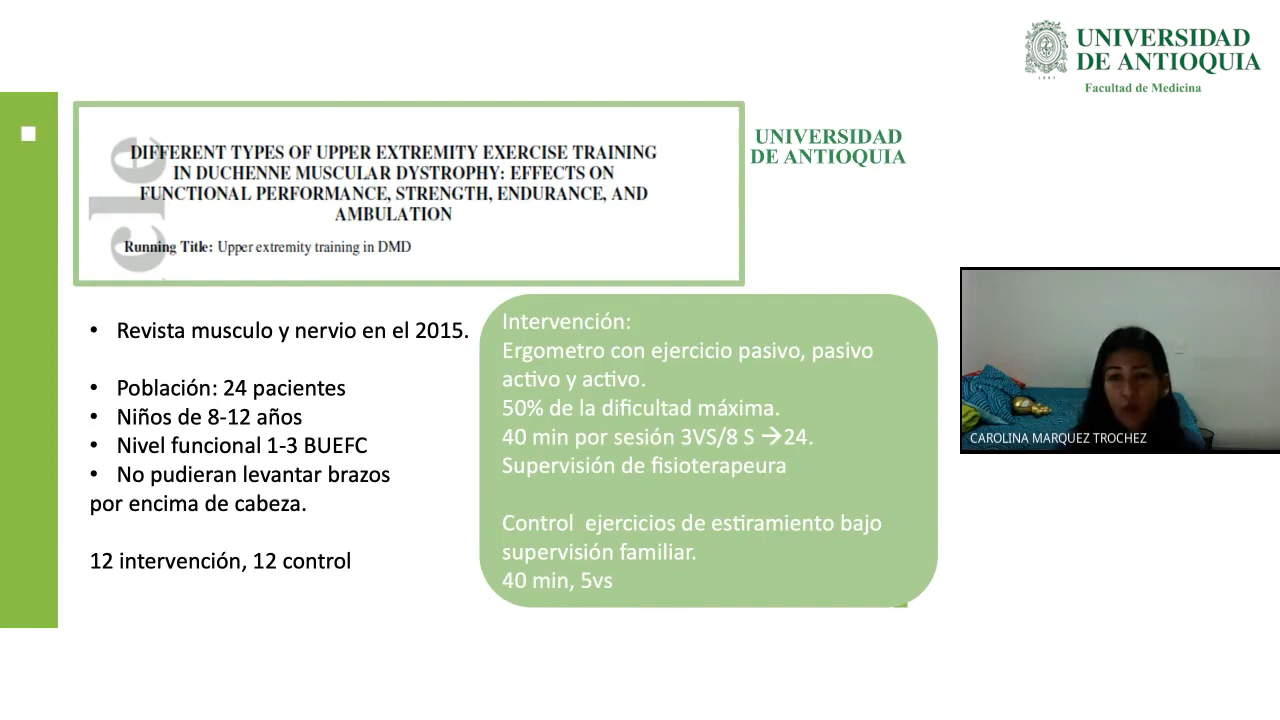 UNIVERSIDAD
DE ANTIOQUIA
Facultad de Medicina
UNIVERSIDAD
DE ANTIOQUIA
cle
DIFFERENT TYPES OF UPPER EXTREMITY EXERCISE TRAINING
IN DUCHENNE MUSCULAR DYSTROPHY: EFFECTS ON
FUNCTIONAL PERFORMANCE, STRENGTH, ENDURANCE, AND
AMBULATION
Running Title: Upper extremity training in DMD
• Revista musculo y nervio en el 2015.
• Población: 24 pacientes
• Niños de 8-12 años
• Nivel funcional 1-3 BUEFC
• No pudieran levantar brazos
por encima de cabeza.
12 intervención, 12 control
Intervención:
Ergometro con ejercicio pasivo, pasivo
activo y activo.
50% de la dificultad máxima.
40 min por sesión 3VS/8 S →24.
Supervisión de fisioterapeura
Control ejercicios de estiramiento bajo
supervisión familiar.
40 min, 5vs
CAROLINA MARQUEZ TROCHEZ